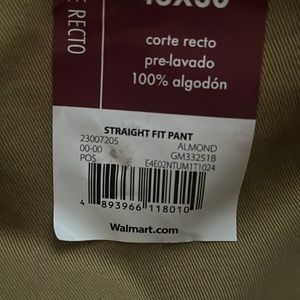 E RECTO
corte recto
pre-lavado
100% algodón
STRAIGHT FIT PANT
23007205 ALMOND
00-00 GM332518
POS E4E02NTUM1T1024
4 893966 118010
Walmart.com